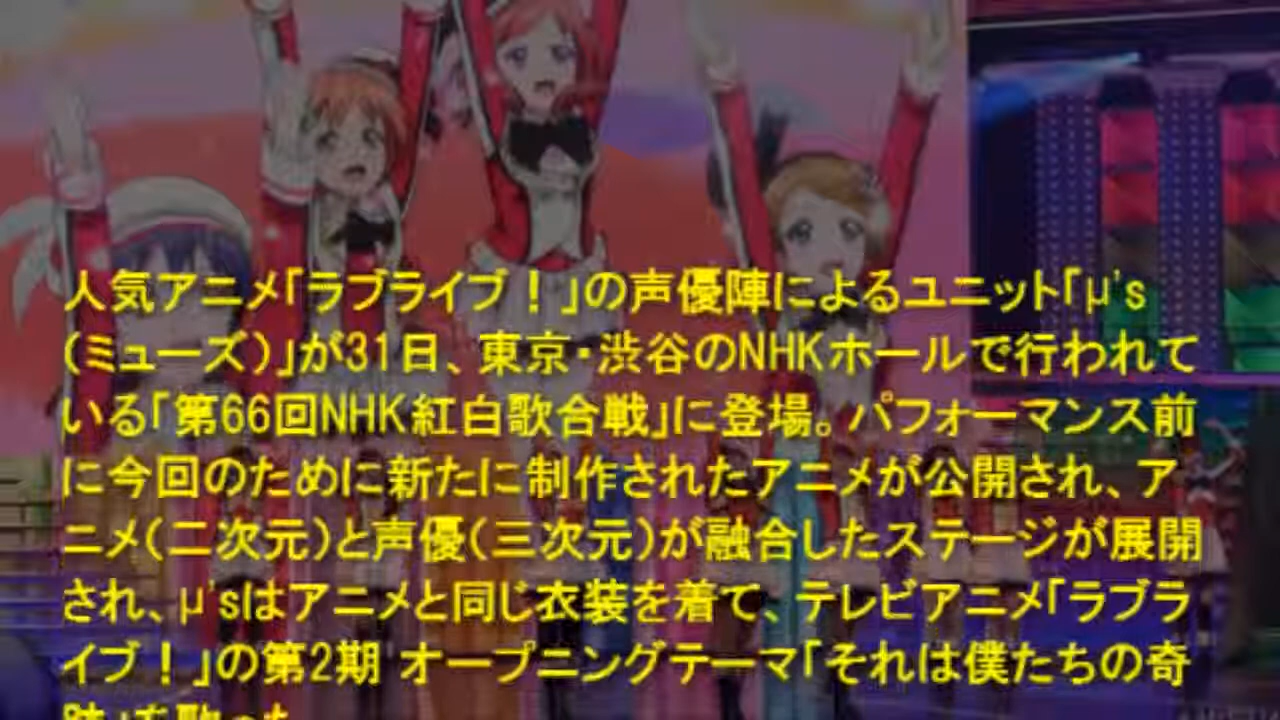 人気アニメ「ラブライブ！」の声優陣によるユニット「μ's
（ミューズ）」が31日、東京・渋谷のNHKホールで行われて
いる「第66回NHK紅白歌合戦」に登場。パフォーマンス前
に今回のために新たに制作されたアニメが公開され、ア
ニメ（二次元）と声優（三次元）が融合したステージが展開
され、μ'sはアニメと同じ衣装を着て、テレビアニメ「ラブラ
イブ！」の第2期 オープニングテーマ「それは僕たちの奇